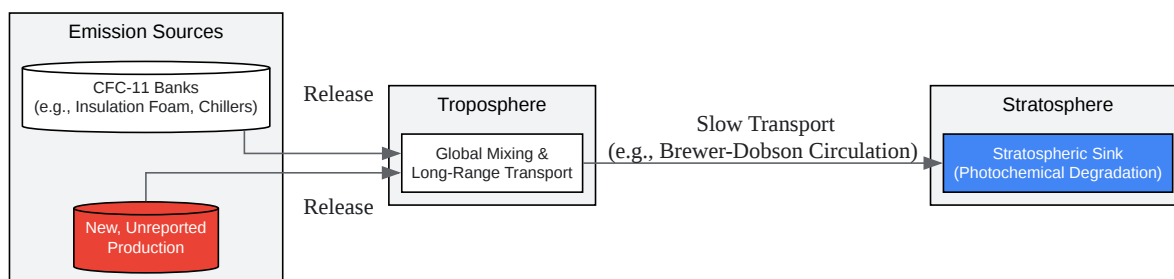 Emission Sources
CFC-11 Banks
(e.g., Insulation Foam, Chillers)
New, Unreported
Production
Release
Release
Troposphere
Global Mixing &
Long-Range Transport
Slow Transport
(e.g., Brewer-Dobson Circulation)
Stratosphere
Stratospheric Sink
(Photochemical Degradation)